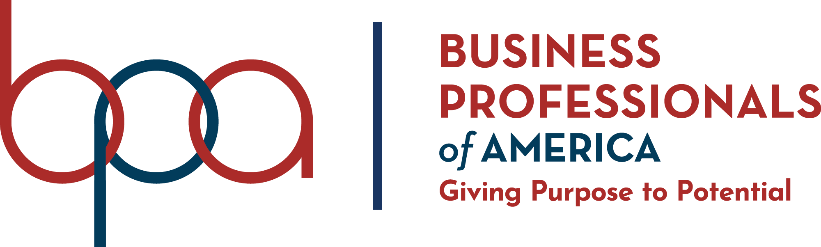 bpa
BUSINESS
PROFESSIONALS
of AMERICA
Giving Purpose to Potential